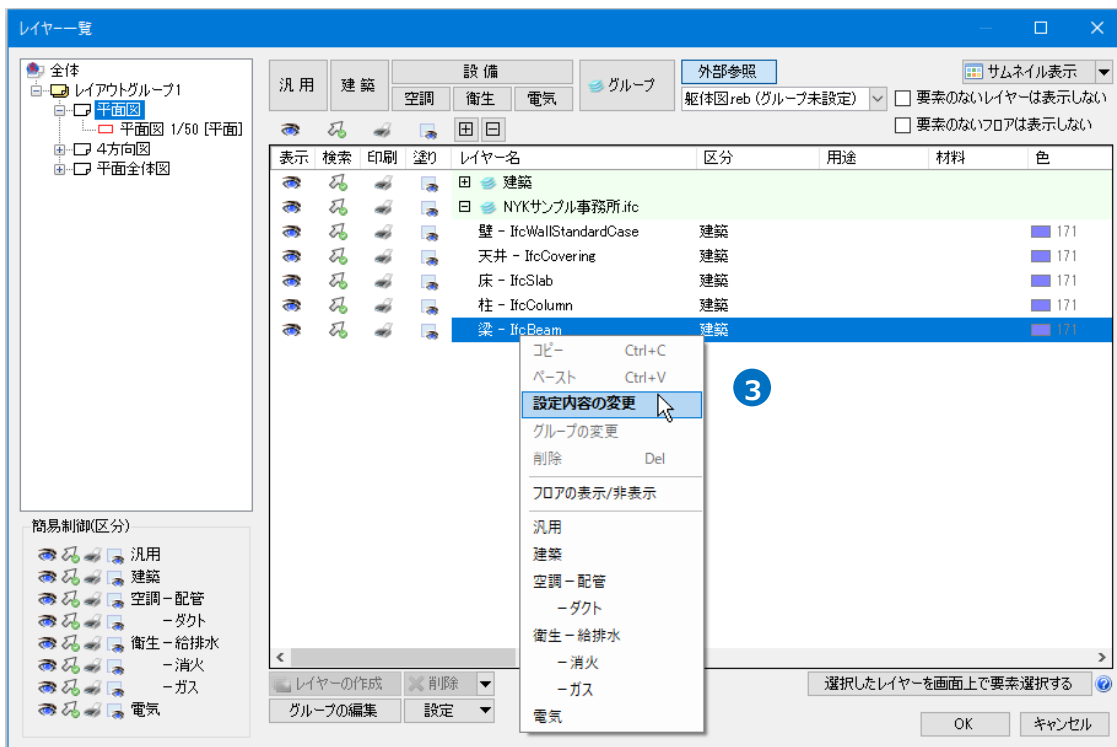 レイヤー一覧
全体
レイアウトグループ1
平面図
平面図 1/50 [平面]
4方向図
平面全体図
汎用
建築
設備
空調
衛生
電気
グループ
外部参照
躯体図.reb (グループ未設定)
サムネイル表示
要素のないレイヤーは表示しない
要素のないフロアは表示しない
表示 検索 印刷 塗り レイヤー名 区分 用途 材料 色
建築
NYKサンプル事務所.ifc
壁 - IfcWallStandardCase 建築 171
天井 - IfcCovering 建築 171
床 - IfcSlab 建築 171
柱 - IfcColumn 建築 171
梁 - IfcBeam 建築 171
コピー Ctrl+C
ペースト Ctrl+V
設定内容の変更
グループの変更
削除 Del
フロアの表示/非表示
汎用
建築
空調－配管
－ダクト
衛生－給排水
－消火
－ガス
電気
3
簡易制御(区分)
汎用
建築
空調－配管
－ダクト
衛生－給排水
－消火
－ガス
電気
レイヤーの作成
削除
グループの編集
設定
選択したレイヤーを画面上で要素選択する
OK
キャンセル